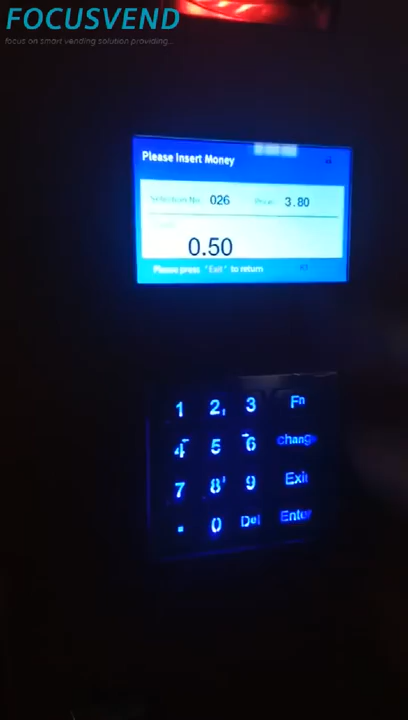 FOCUSVEND
focus on smart vending solution providing...
Please Insert Money
Selection No. 026 Price: 3.80
0.50
Please press "Exit" to return
1 2 3 Fn
4 5 6 change
7 8 9 Exit
. 0 Del Enter